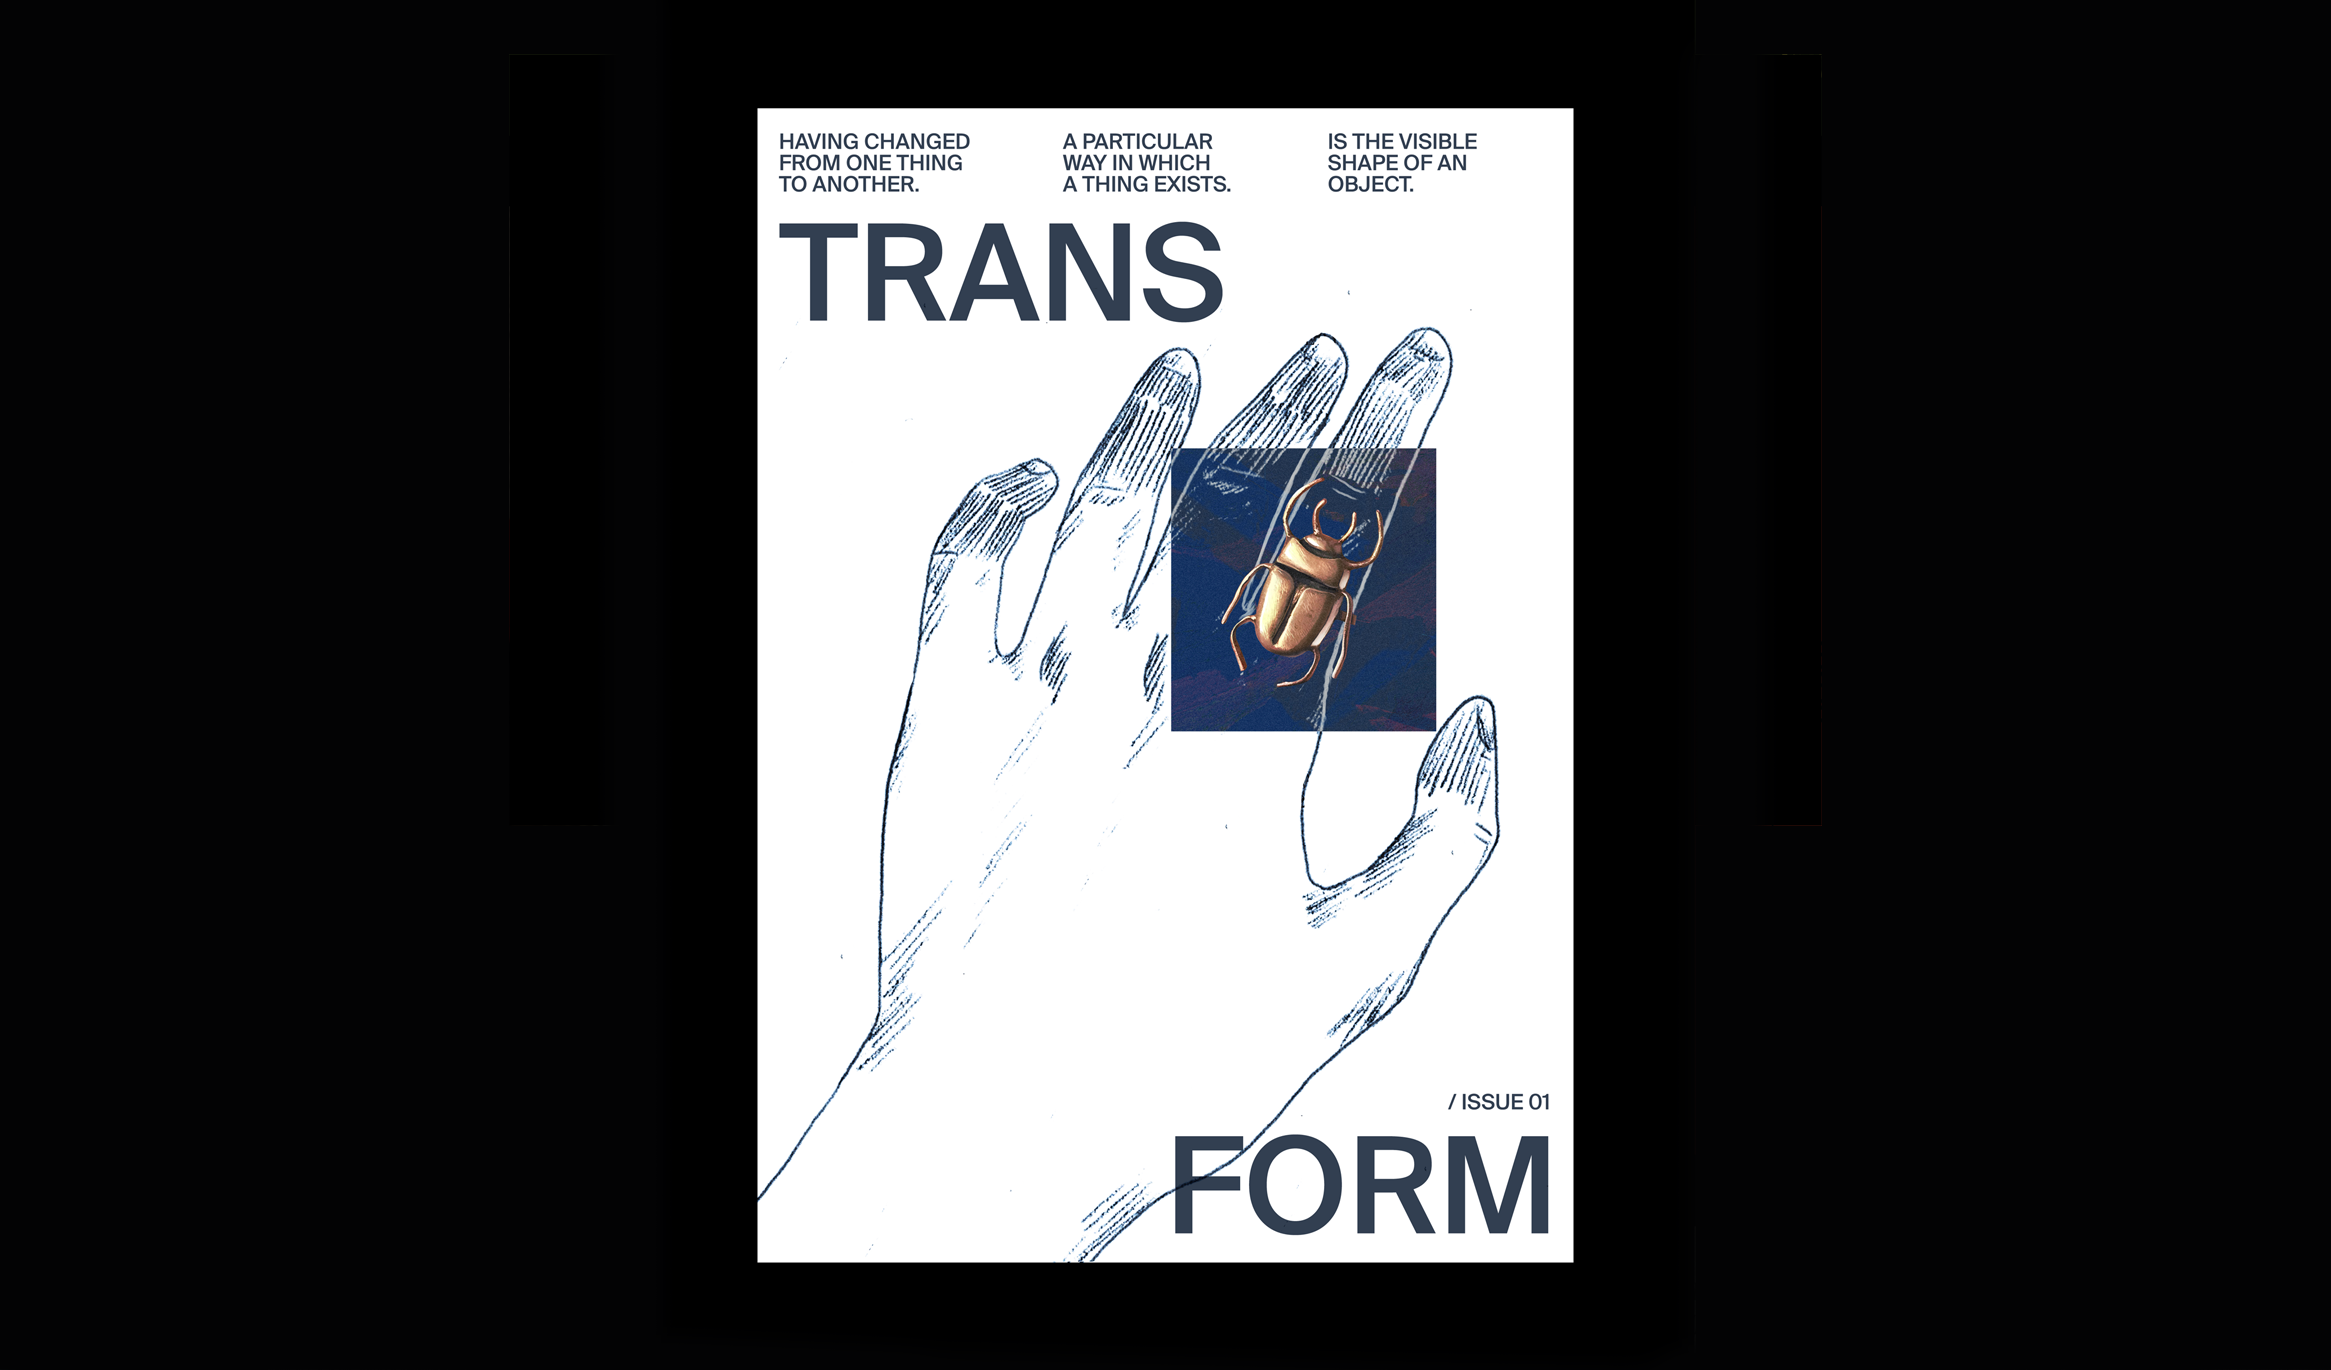 HAVING CHANGED
FROM ONE THING
TO ANOTHER.
A PARTICULAR
WAY IN WHICH
A THING EXISTS.
IS THE VISIBLE
SHAPE OF AN
OBJECT.
TRANS
/ ISSUE 01
FORM